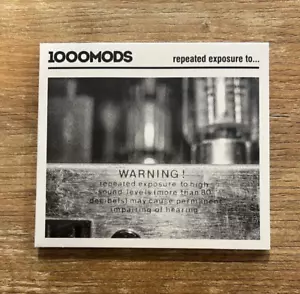 1000MODS
repeated exposure to...
WARNING!
repeated exposure to high
sound levels (more than 80
decibels) may cause permanent
impairing of hearing